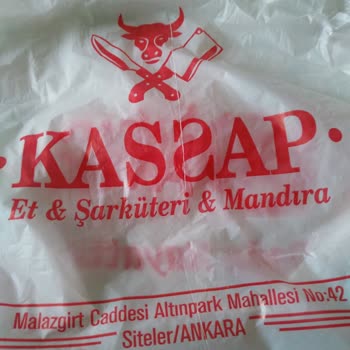 KASSAP
Et & Şarküteri & Mandıra
Malazgirt Caddesi Altınpark Mahallesi No:42
Siteler/ANKARA